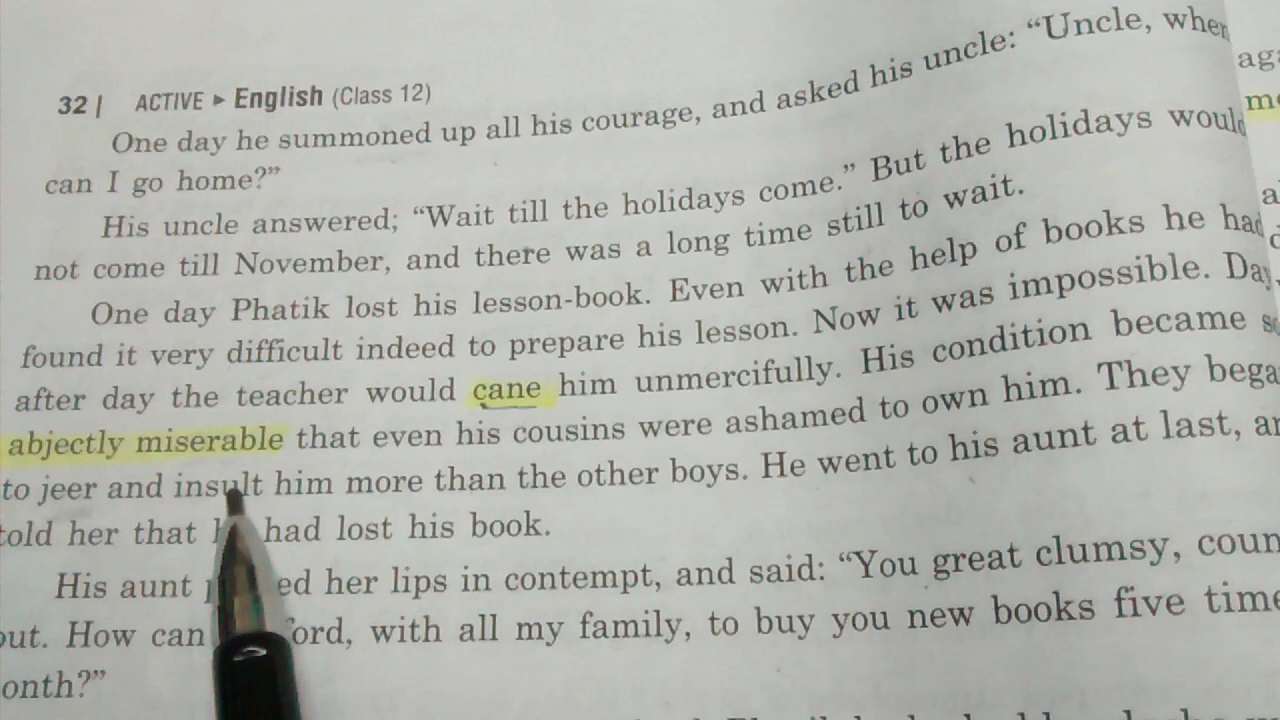 32 | ACTIVE ▸ English (Class 12)
One day he summoned up all his courage, and asked his uncle: “Uncle, when
can I go home?”
His uncle answered; “Wait till the holidays come.” But the holidays would
not come till November, and there was a long time still to wait.
One day Phatik lost his lesson-book. Even with the help of books he had
found it very difficult indeed to prepare his lesson. Now it was impossible. Day
after day the teacher would cane him unmercifully. His condition became
abjectly miserable that even his cousins were ashamed to own him. They bega
to jeer and insult him more than the other boys. He went to his aunt at last,
told her that had lost his book.
His aunt her lips in contempt, and said: “You great clumsy, coun
out. How can with all my family, to buy you new books five time
onth?”